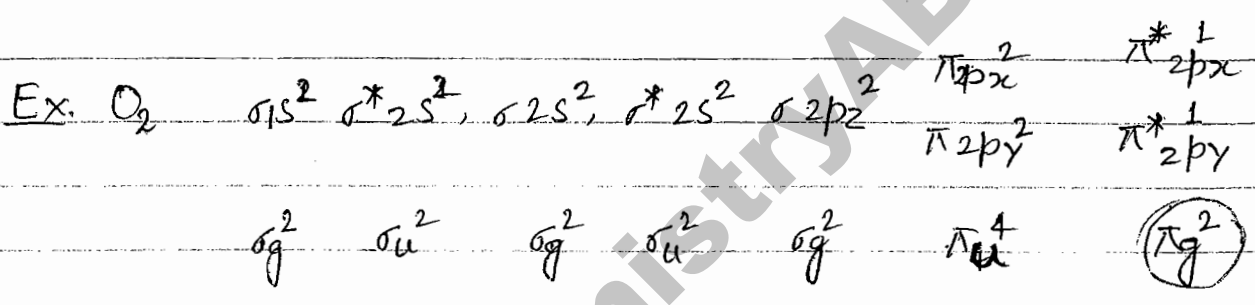 π2px² π*2px¹
Ex. O₂ σ1s² σ*2s², σ2s², σ*2s² σ2pz²
π2py² π*2py¹
σg² σu² σg² σu² σg² πu⁴ πg²